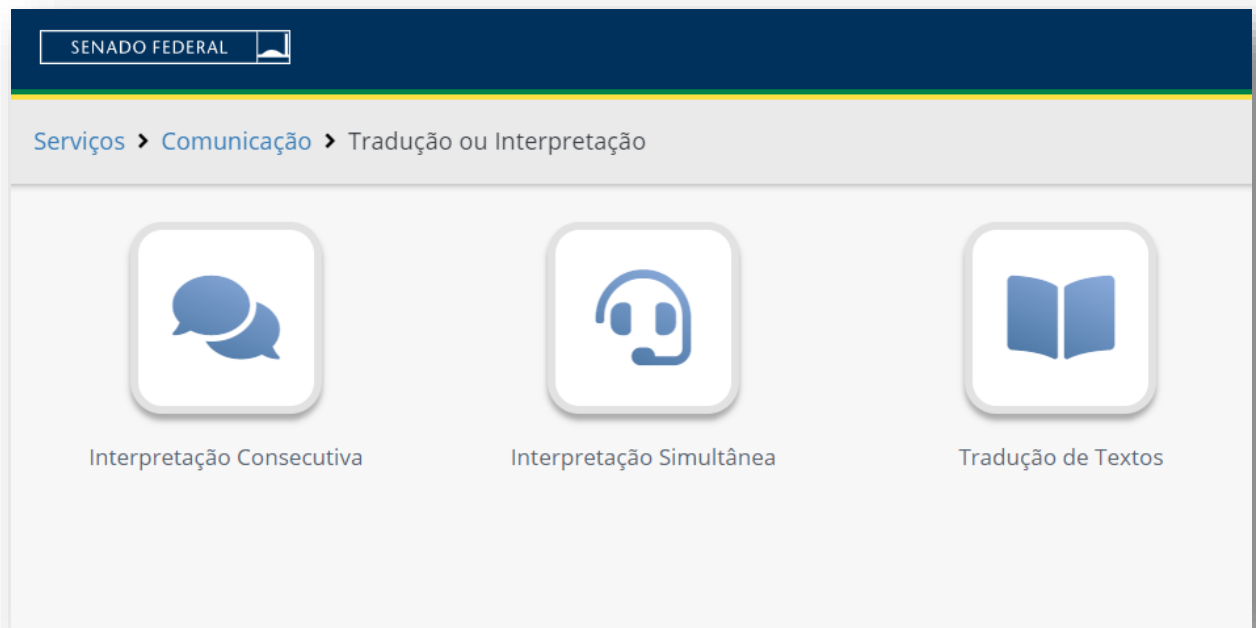 SENADO FEDERAL
Serviços > Comunicação > Tradução ou Interpretação
Interpretação Consecutiva
Interpretação Simultânea
Tradução de Textos